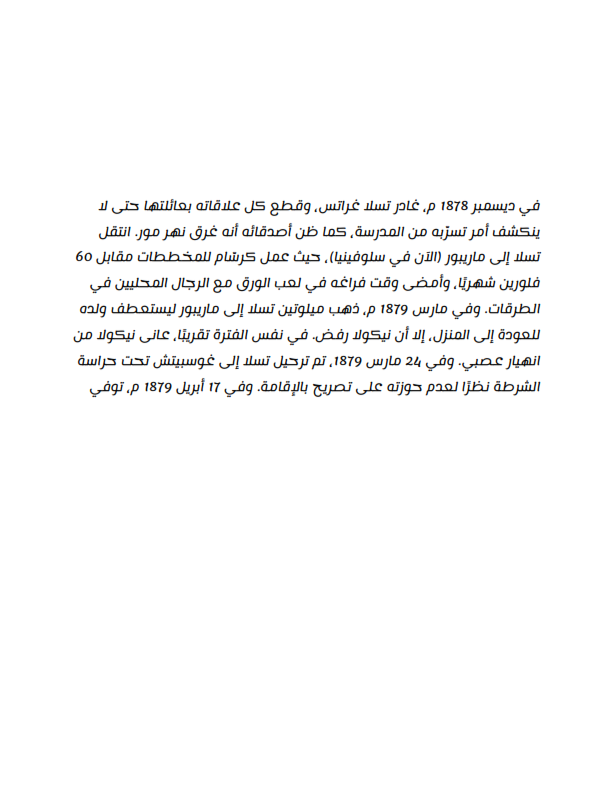 في ديسمبر 1878 م، غادر تسلا غراتس، وقطع كل علاقاته بعائلتها حتى لا
ينكشف أمر تسرّبه من المدرسة، كما ظن أصدقائه أنه غرق نهر مور. انتقل
تسلا إلى ماريبور (الآن في سلوفينيا)، حيث عمل كرسّام للمخططات مقابل 60
فلورين شهريًا، وأمضى وقت فراغه في لعب الورق مع الرجال المحليين في
الطرقات. وفي مارس 1879 م، ذهب ميلوتين تسلا إلى ماريبور ليستعطف ولده
للعودة إلى المنزل، إلا أن نيكولا رفض. في نفس الفترة تقريبًا، عانى نيكولا من
انهيار عصبي. وفي 24 مارس 1879، تم ترحيل تسلا إلى غوسبيتش تحت حراسة
الشرطة نظرًا لعدم حوزته على تصريح بالإقامة. وفي 17 أبريل 1879 م، توفي